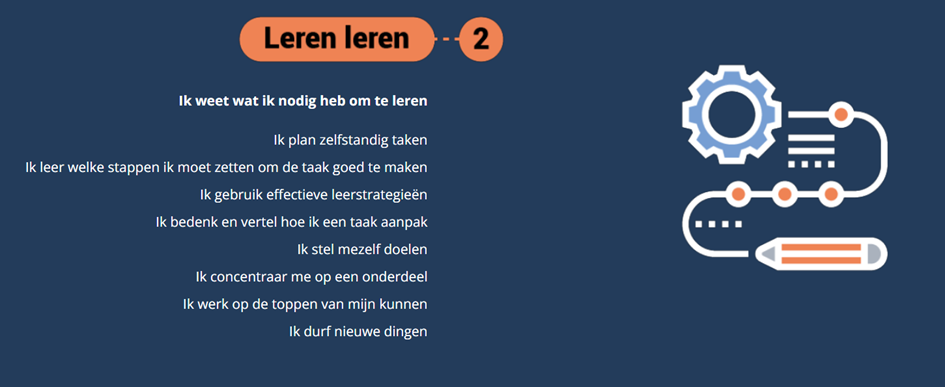 Leren leren 2
Ik weet wat ik nodig heb om te leren
Ik plan zelfstandig taken
Ik leer welke stappen ik moet zetten om de taak goed te maken
Ik gebruik effectieve leerstrategieën
Ik bedenk en vertel hoe ik een taak aanpak
Ik stel mezelf doelen
Ik concentraar me op een onderdeel
Ik werk op de toppen van mijn kunnen
Ik durf nieuwe dingen